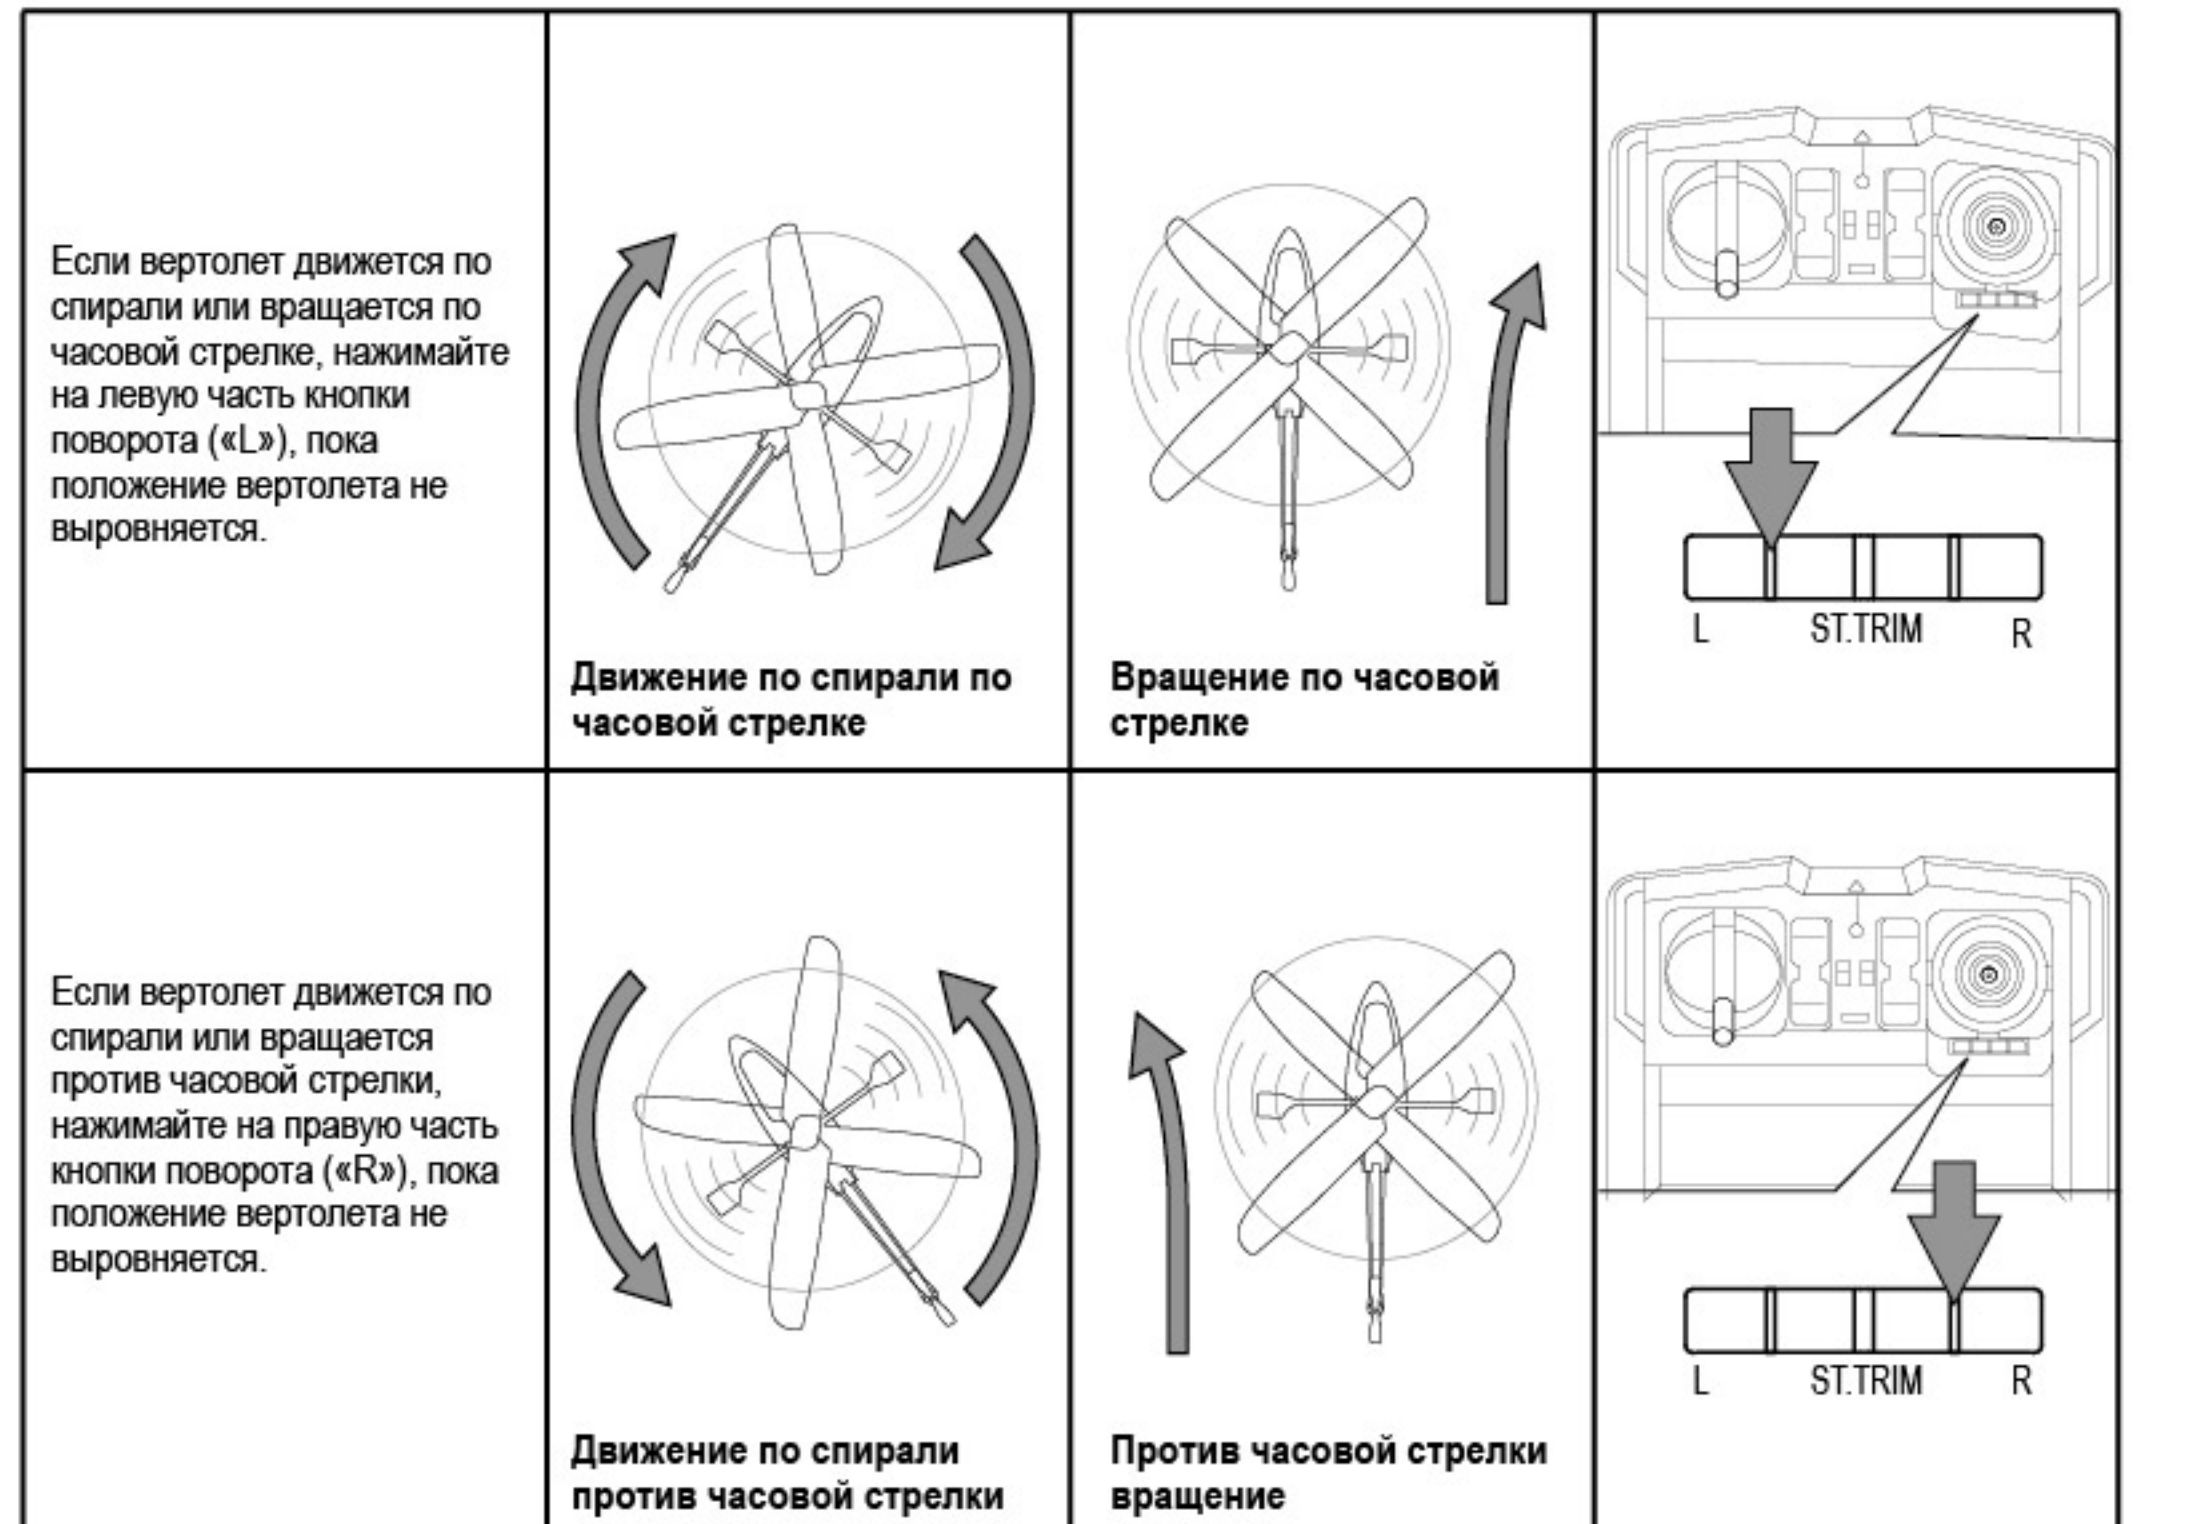 Если вертолет движется по
спирали или вращается по
часовой стрелке, нажимайте
на левую часть кнопки
поворота («L»), пока
положение вертолета не
выровняется.
Движение по спирали по
часовой стрелке
Вращение по часовой
стрелке
L ST.TRIM R
Если вертолет движется по
спирали или вращается
против часовой стрелки,
нажимайте на правую часть
кнопки поворота («R»), пока
положение вертолета не
выровняется.
Движение по спирали
против часовой стрелки
Против часовой стрелки
вращение
L ST.TRIM R